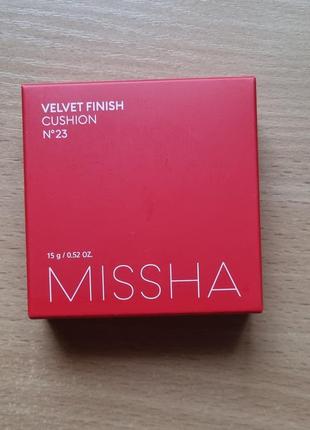 VELVET FINISH
CUSHION
N°23
15 g / 0.52 OZ.
MISSHA